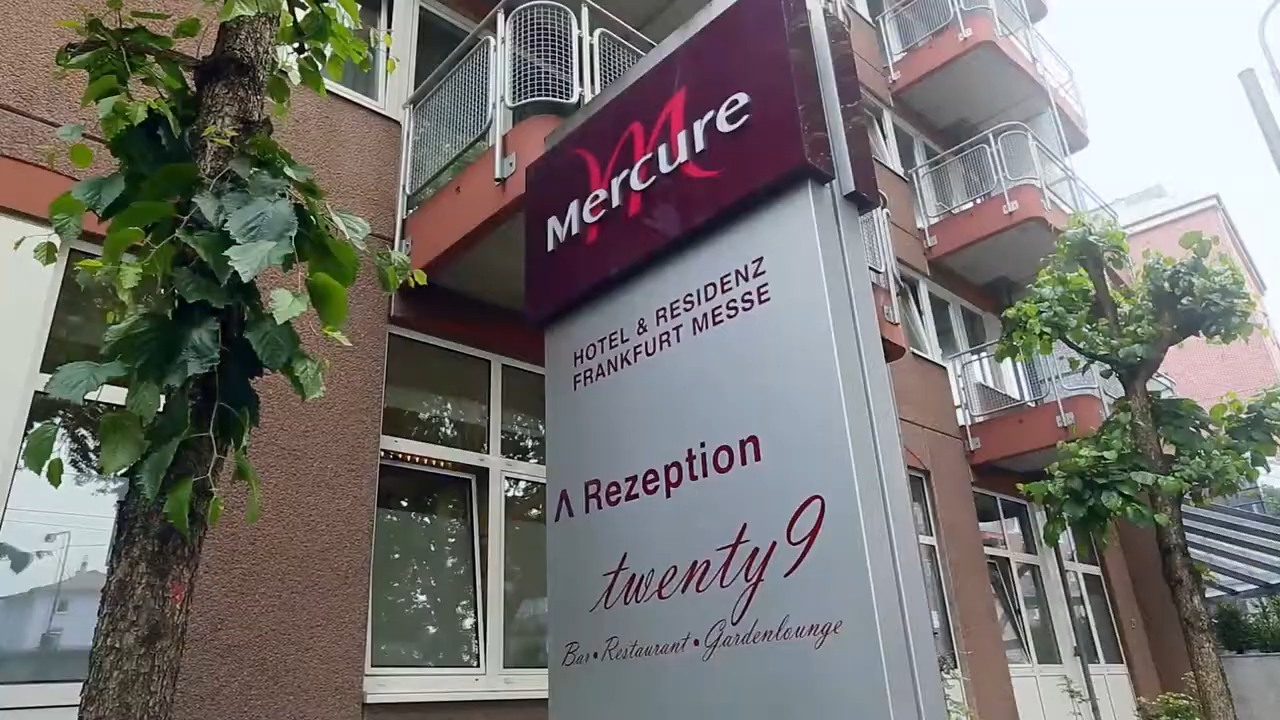 Mercure
HOTEL & RESIDENZ
FRANKFURT MESSE
Λ Rezeption
twenty9
Bar • Restaurant • Gardenlounge